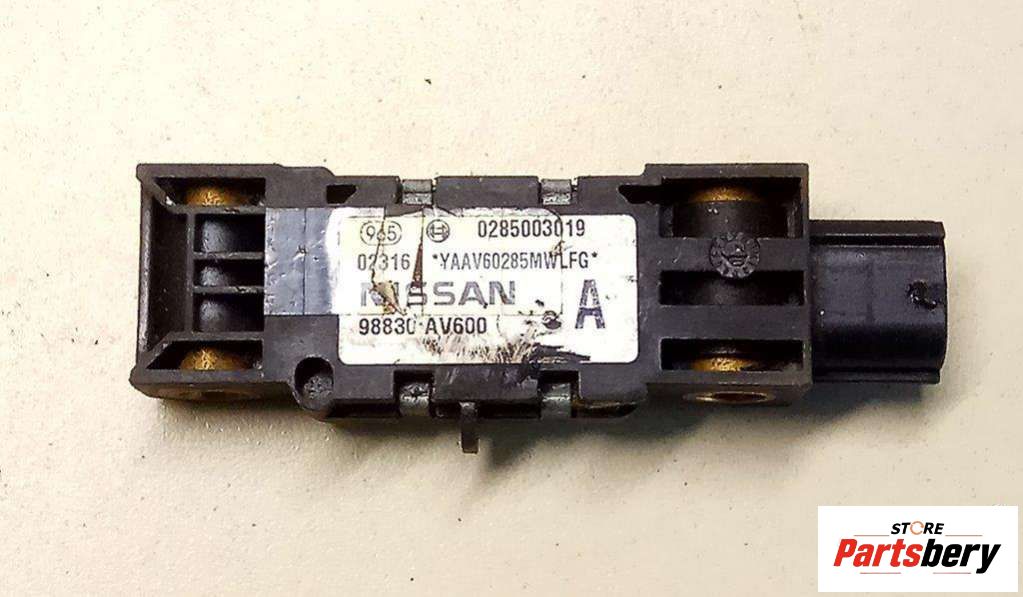 965 0285003019
02316 *YAAV60285MWLFG*
NISSAN
98830 AV600 A
STORE
Partsbery